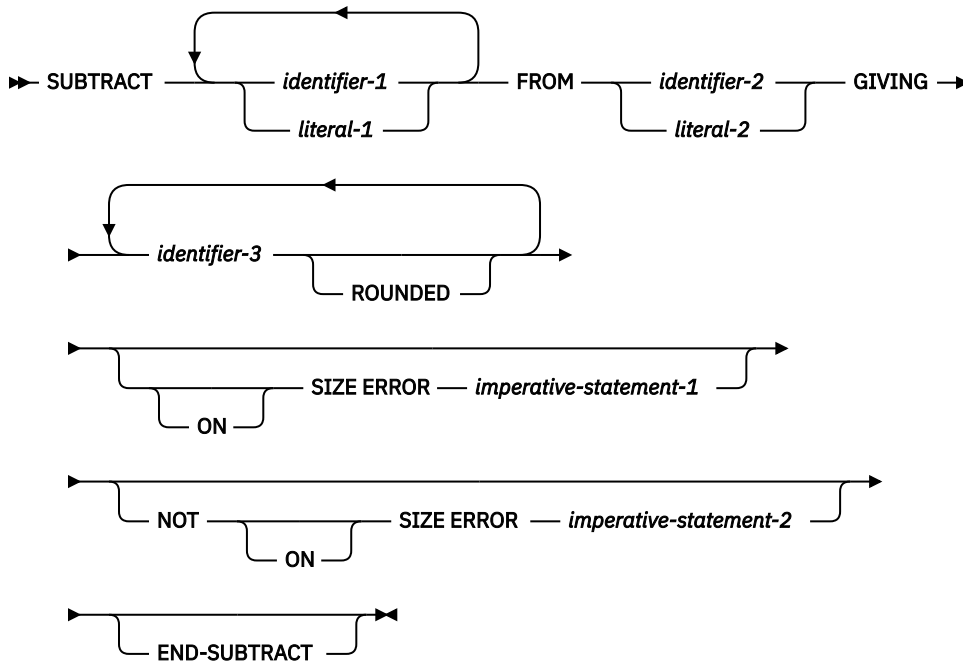 SUBTRACT identifier-1 FROM identifier-2 GIVING
literal-1 literal-2
identifier-3
ROUNDED
SIZE ERROR imperative-statement-1
ON
NOT SIZE ERROR imperative-statement-2
ON
END-SUBTRACT